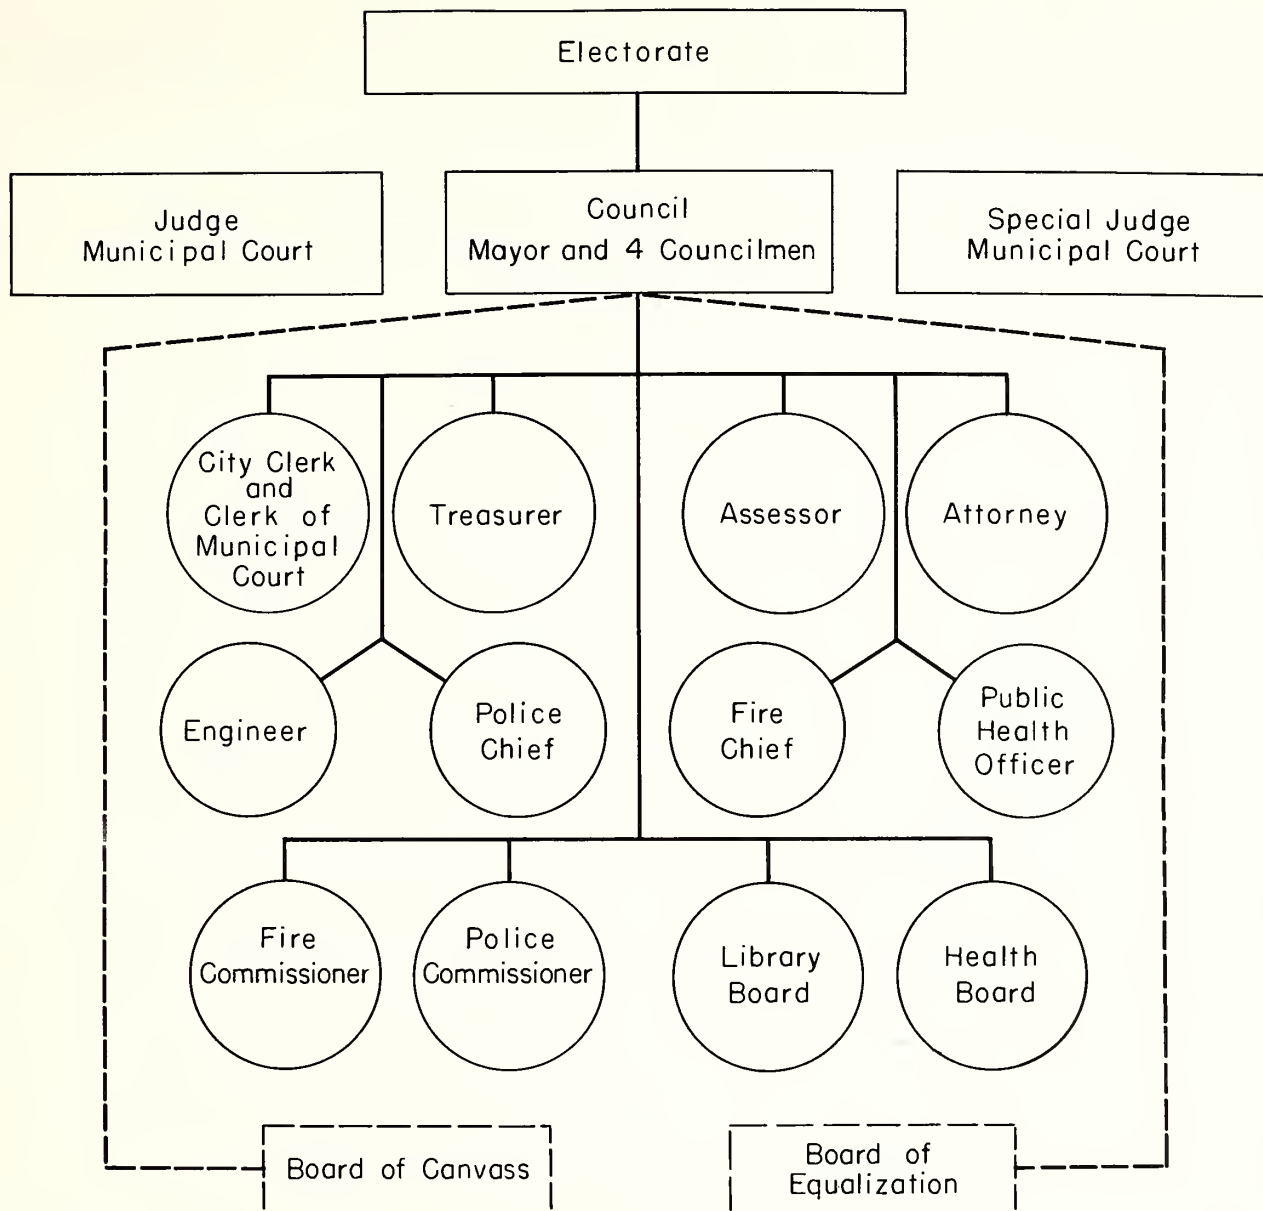 Electorate
Judge
Municipal Court
Council
Mayor and 4 Councilmen
Special Judge
Municipal Court
City Clerk
and
Clerk of
Municipal
Court
Treasurer
Assessor
Attorney
Engineer
Police
Chief
Fire
Chief
Public
Health
Officer
Fire
Commissioner
Police
Commissioner
Library
Board
Health
Board
Board of Canvass
Board of
Equalization